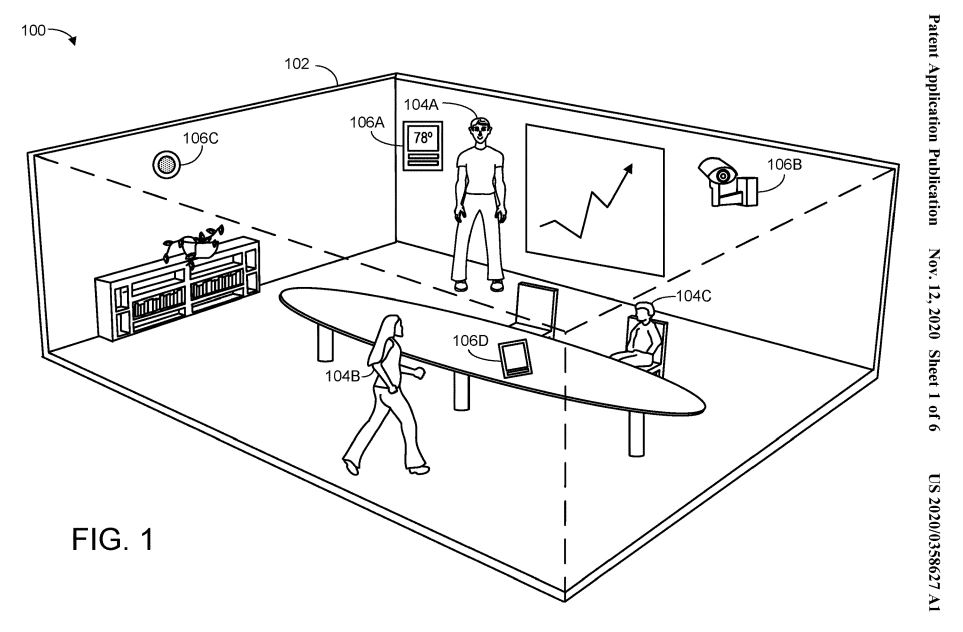 100
102
104A
106A
106C
78º
106B
104C
106D
104B
FIG. 1
Patent Application Publication Nov. 12, 2020 Sheet 1 of 6 US 2020/0358627 A1